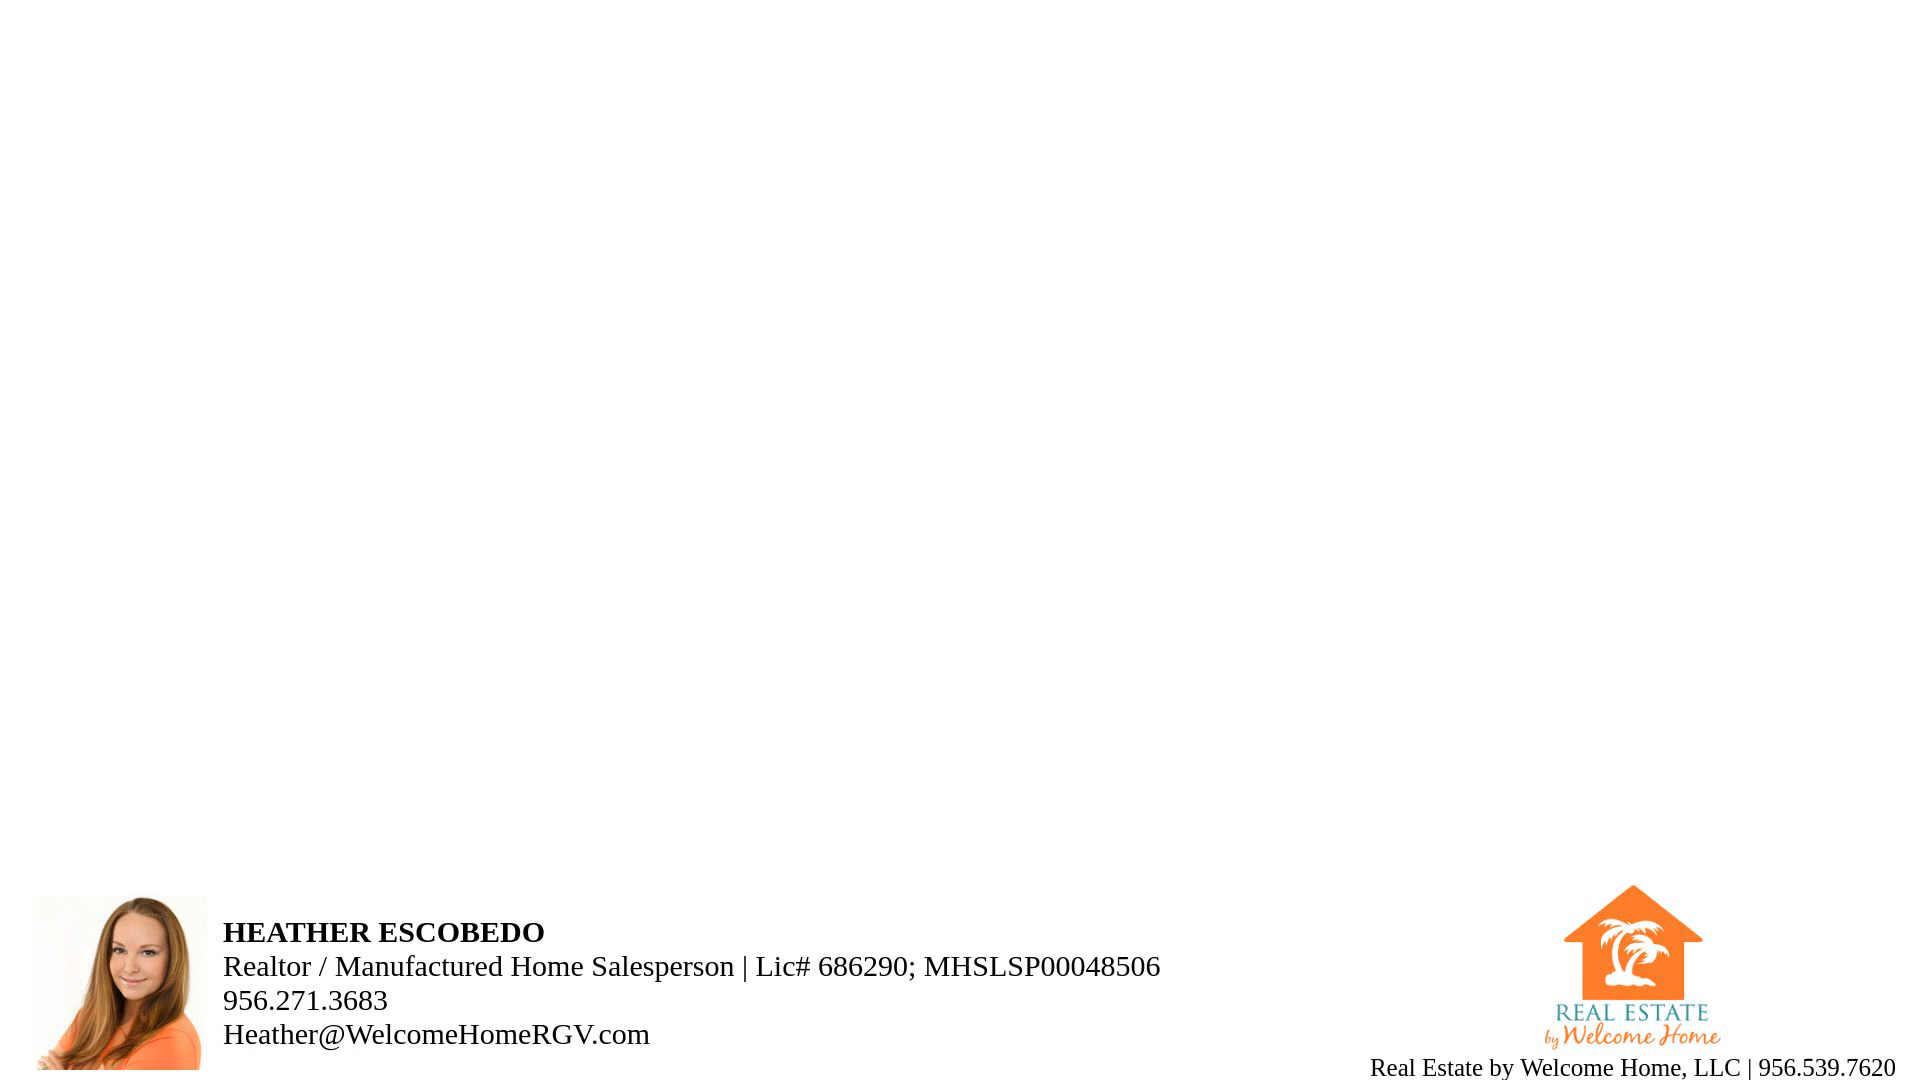 HEATHER ESCOBEDO
Realtor / Manufactured Home Salesperson | Lic# 686290; MHSLSP00048506
956.271.3683
Heather@WelcomeHomeRGV.com
REAL ESTATE
by Welcome Home
Real Estate by Welcome Home, LLC | 956.539.7620